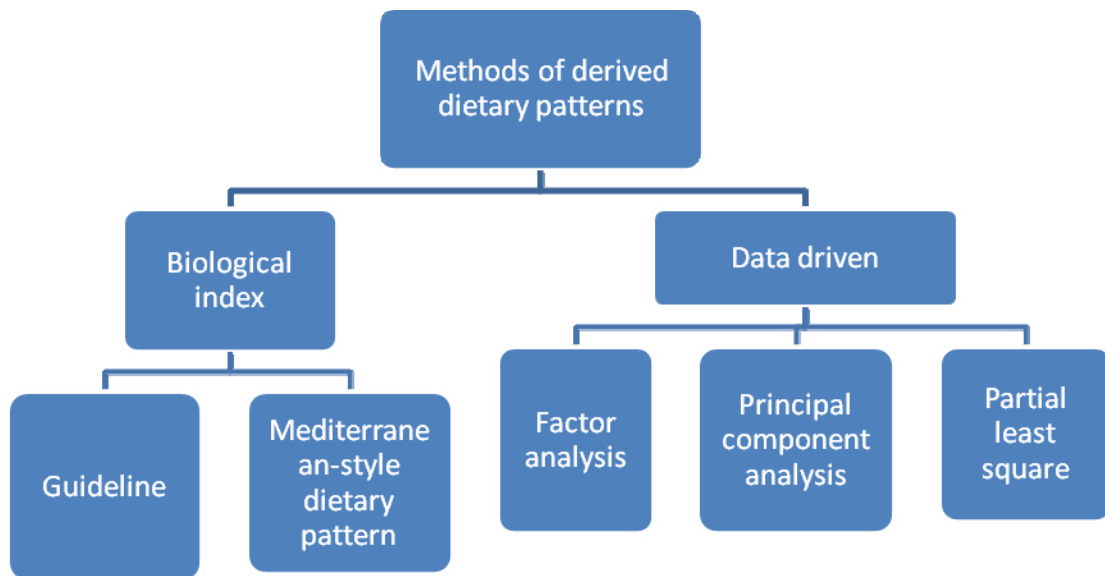 Methods of derived
dietary patterns
Biological
index
Data driven
Guideline
Mediterrane
an-style
dietary
pattern
Factor
analysis
Principal
component
analysis
Partial
least
square